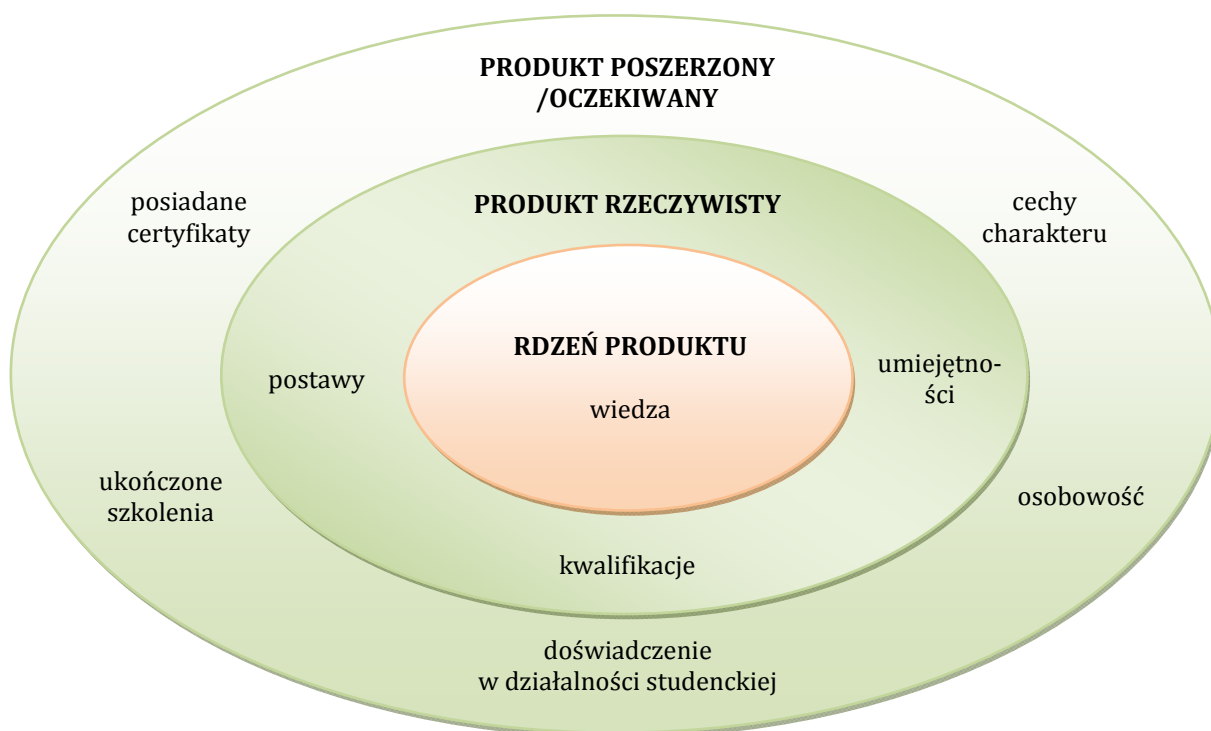 PRODUKT POSZERZONY
/OCZEKIWANY
posiadane
certyfikaty
PRODUKT RZECZYWISTY
cechy
charakteru
RDZEŃ PRODUKTU
postawy
wiedza
umiejętno-
ści
ukończone
szkolenia
osobowość
kwalifikacje
doświadczenie
w działalności studenckiej